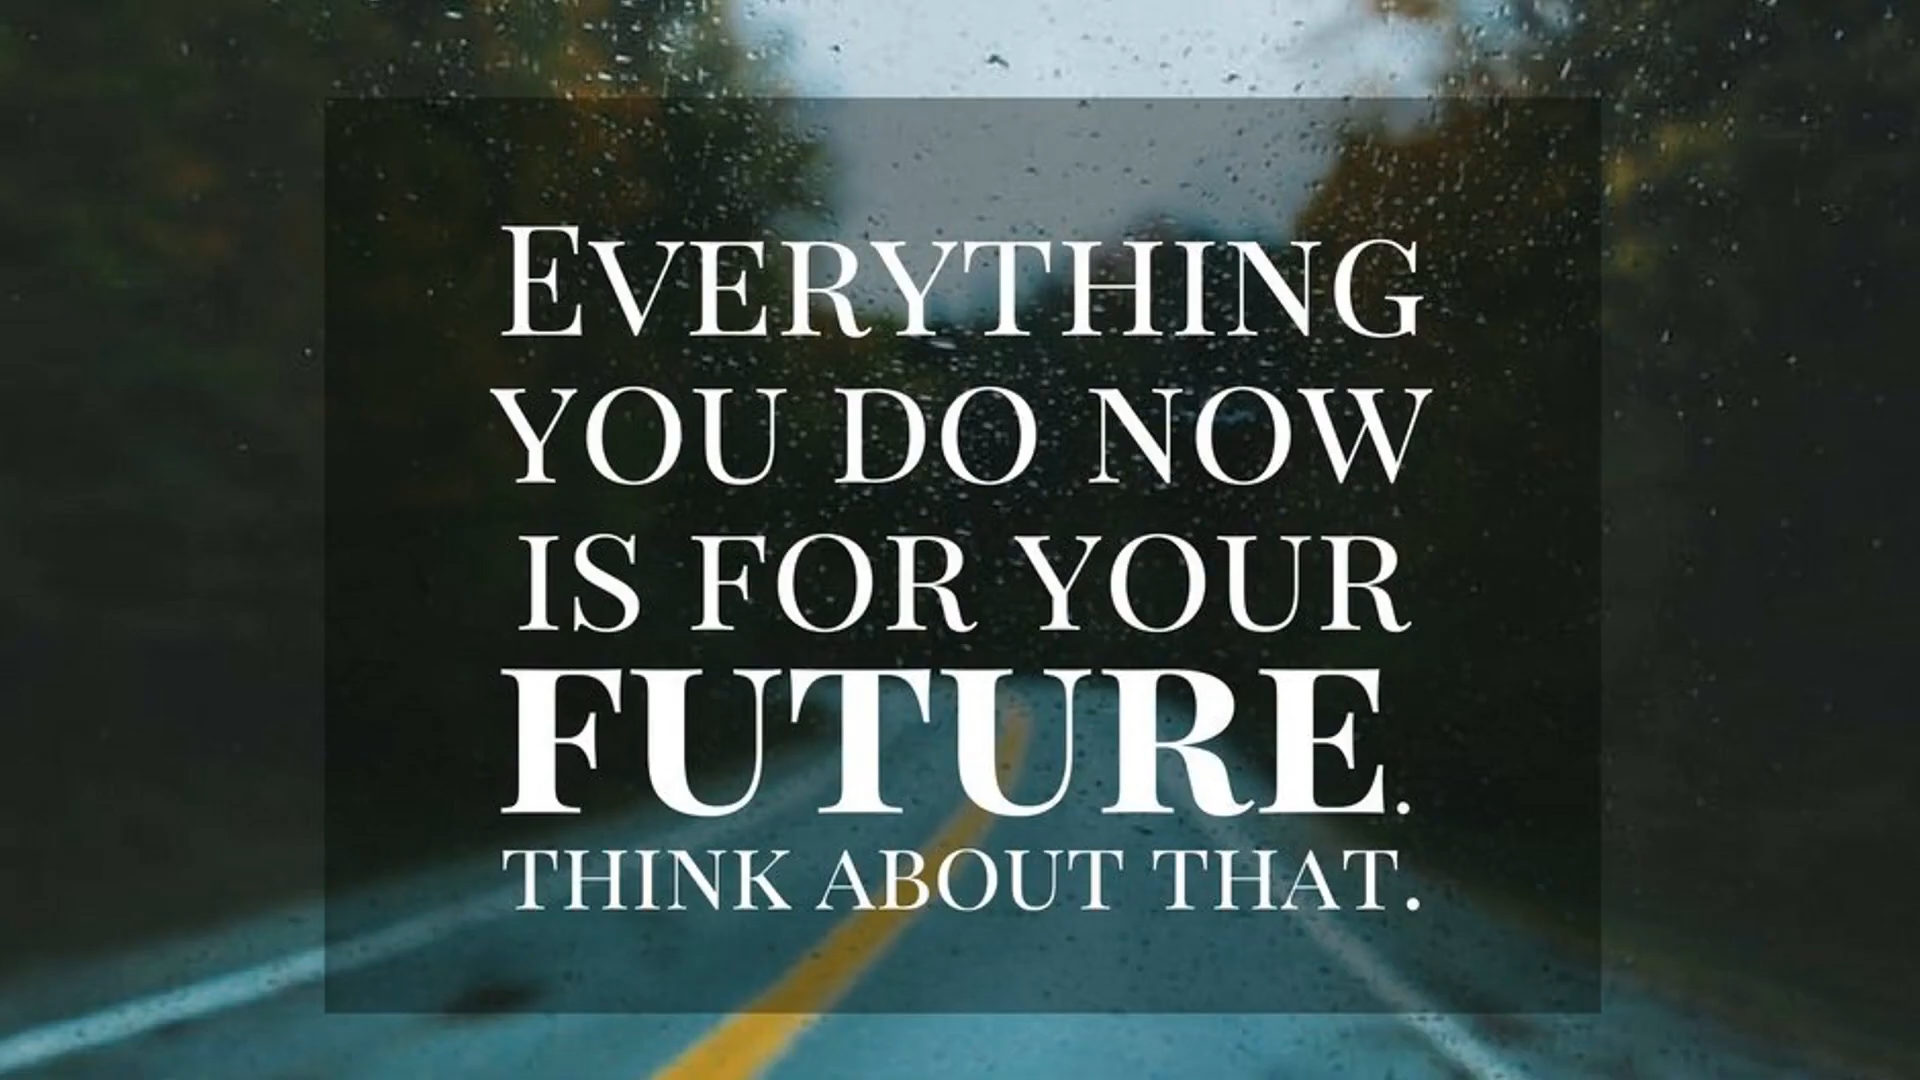 EVERYTHING
YOU DO NOW
IS FOR YOUR
FUTURE.
THINK ABOUT THAT.